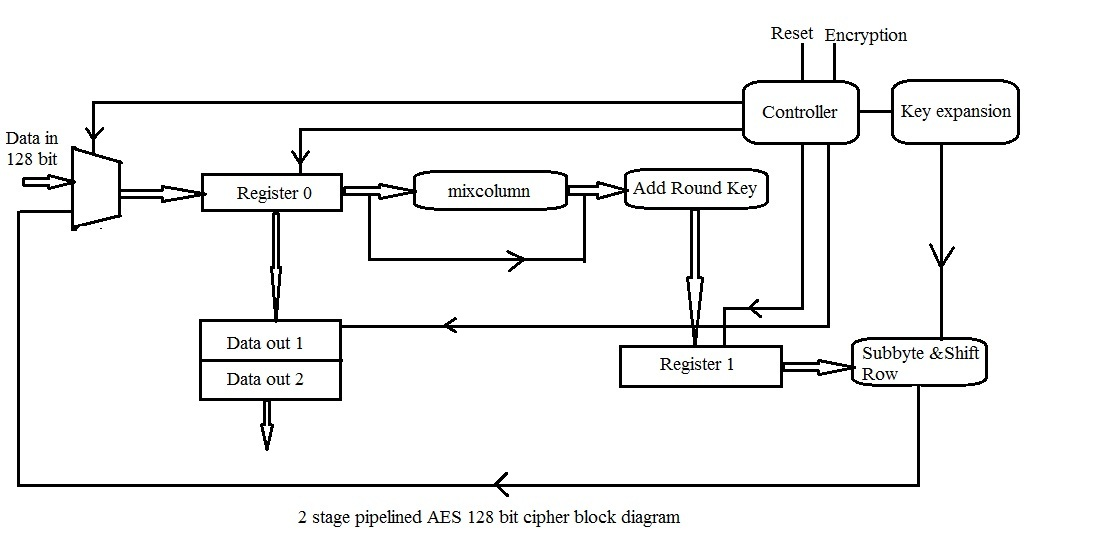 Reset Encryption
Controller
Key expansion
Data in
128 bit
Register 0
mixcolumn
Add Round Key
Data out 1
Data out 2
Register 1
Subbyte &Shift
Row
2 stage pipelined AES 128 bit cipher block diagram